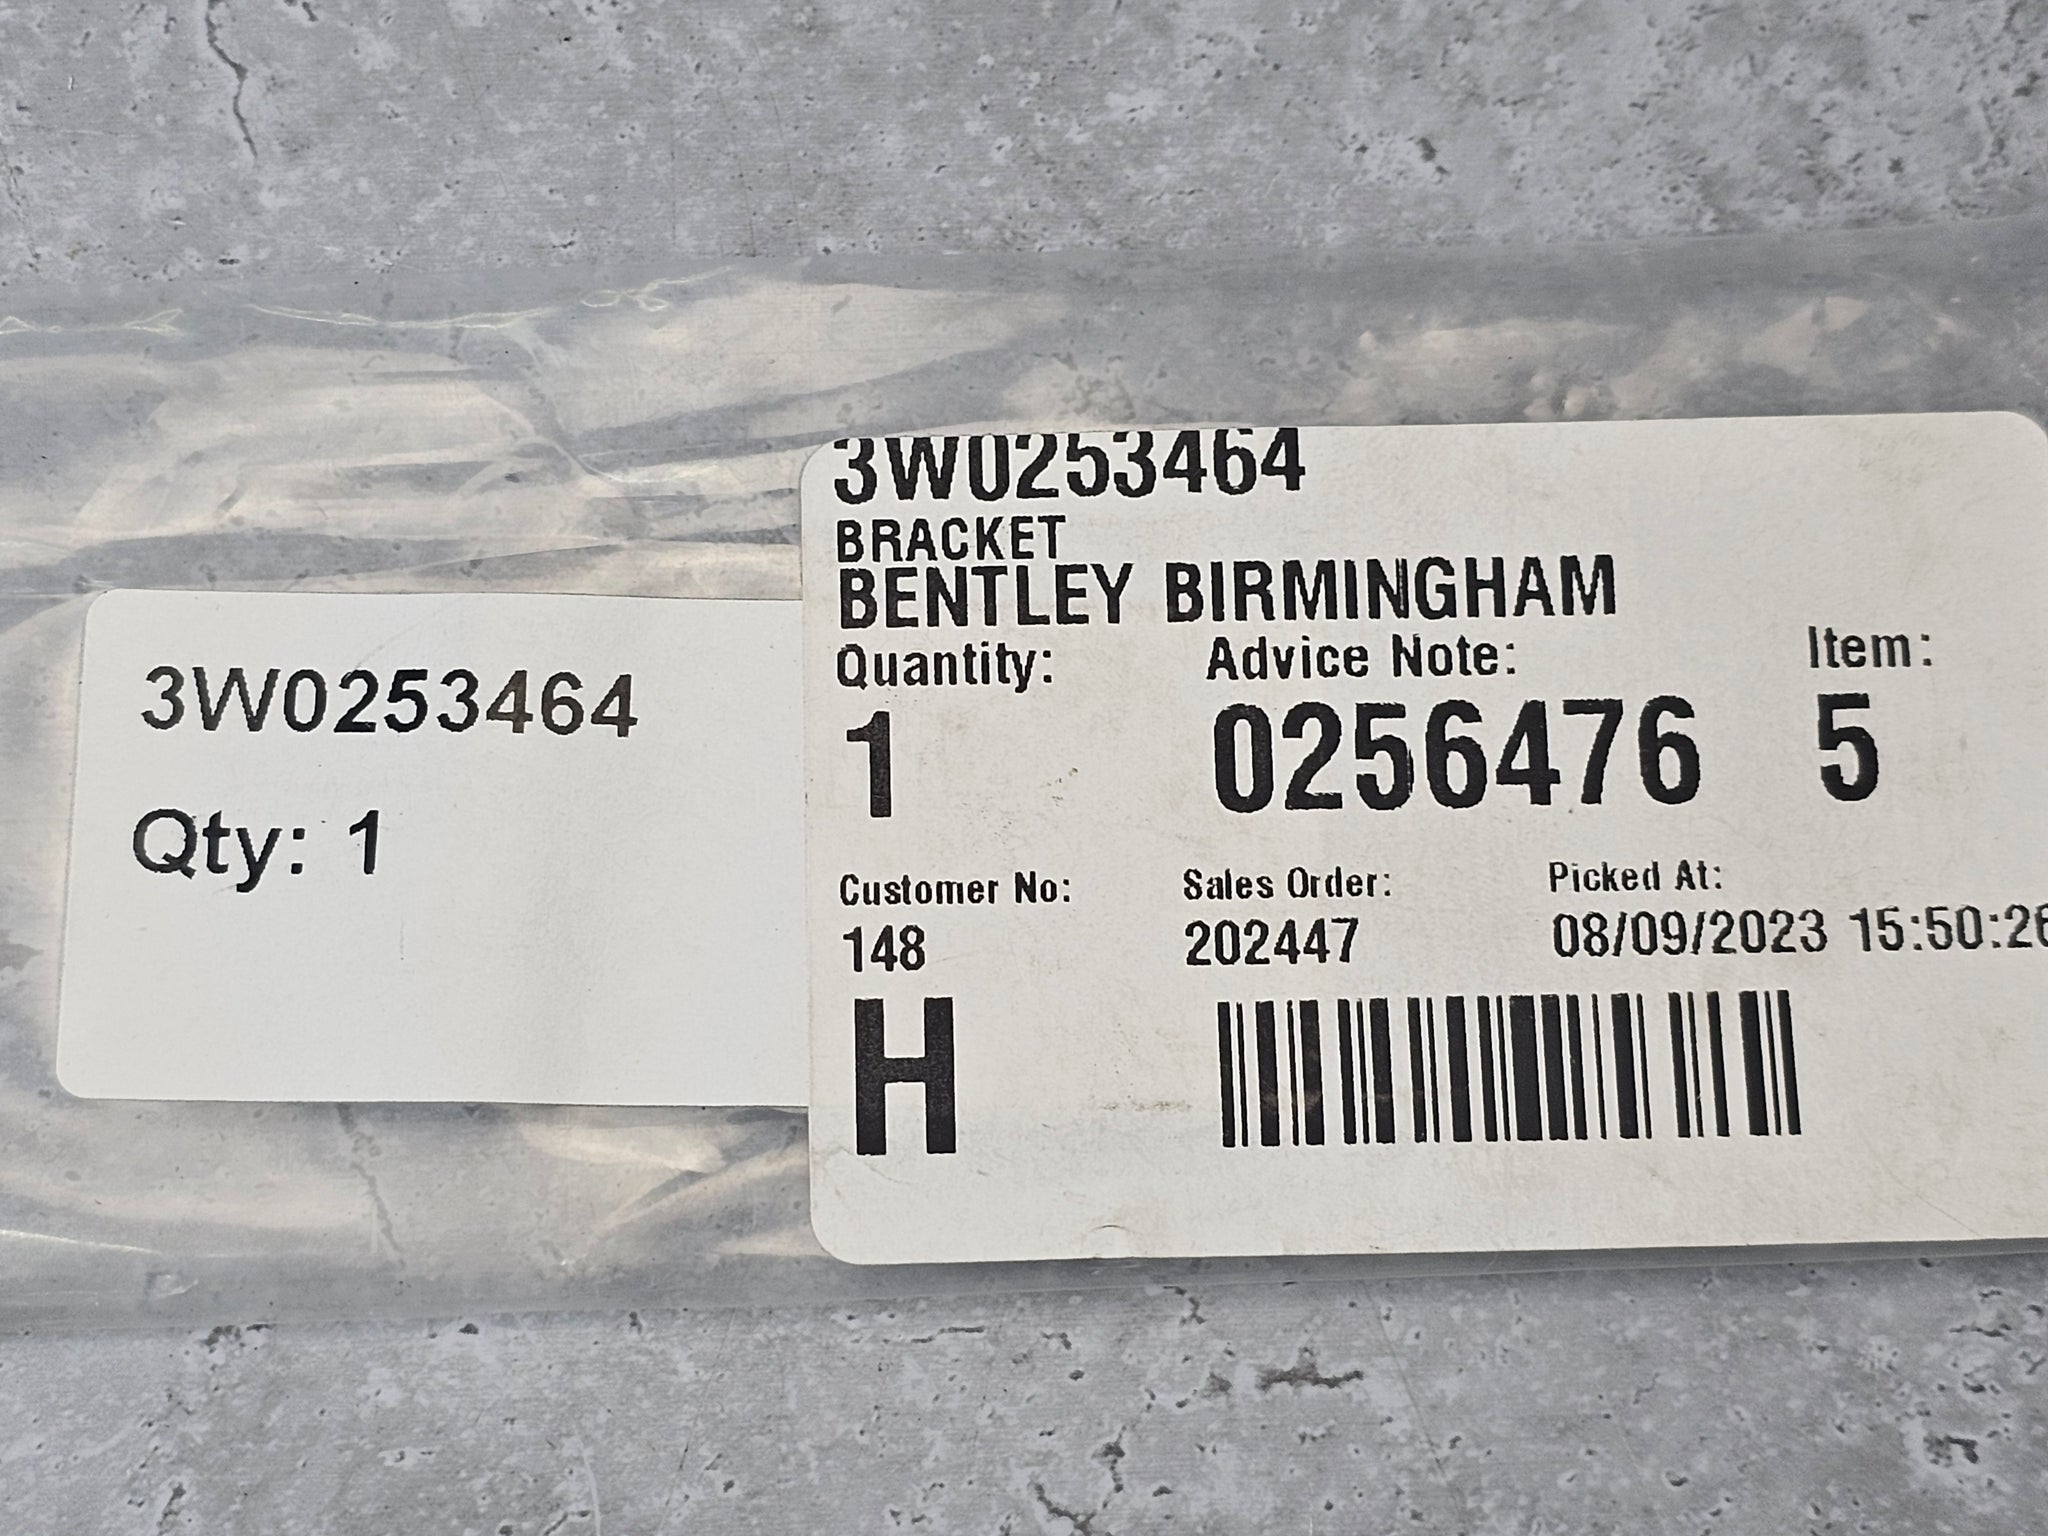 3W0253464
Qty: 1
3W0253464
BRACKET
BENTLEY BIRMINGHAM
Quantity: Advice Note: Item:
1 0256476 5
Customer No: Sales Order: Picked At:
148 202447 08/09/2023 15:50:26
H